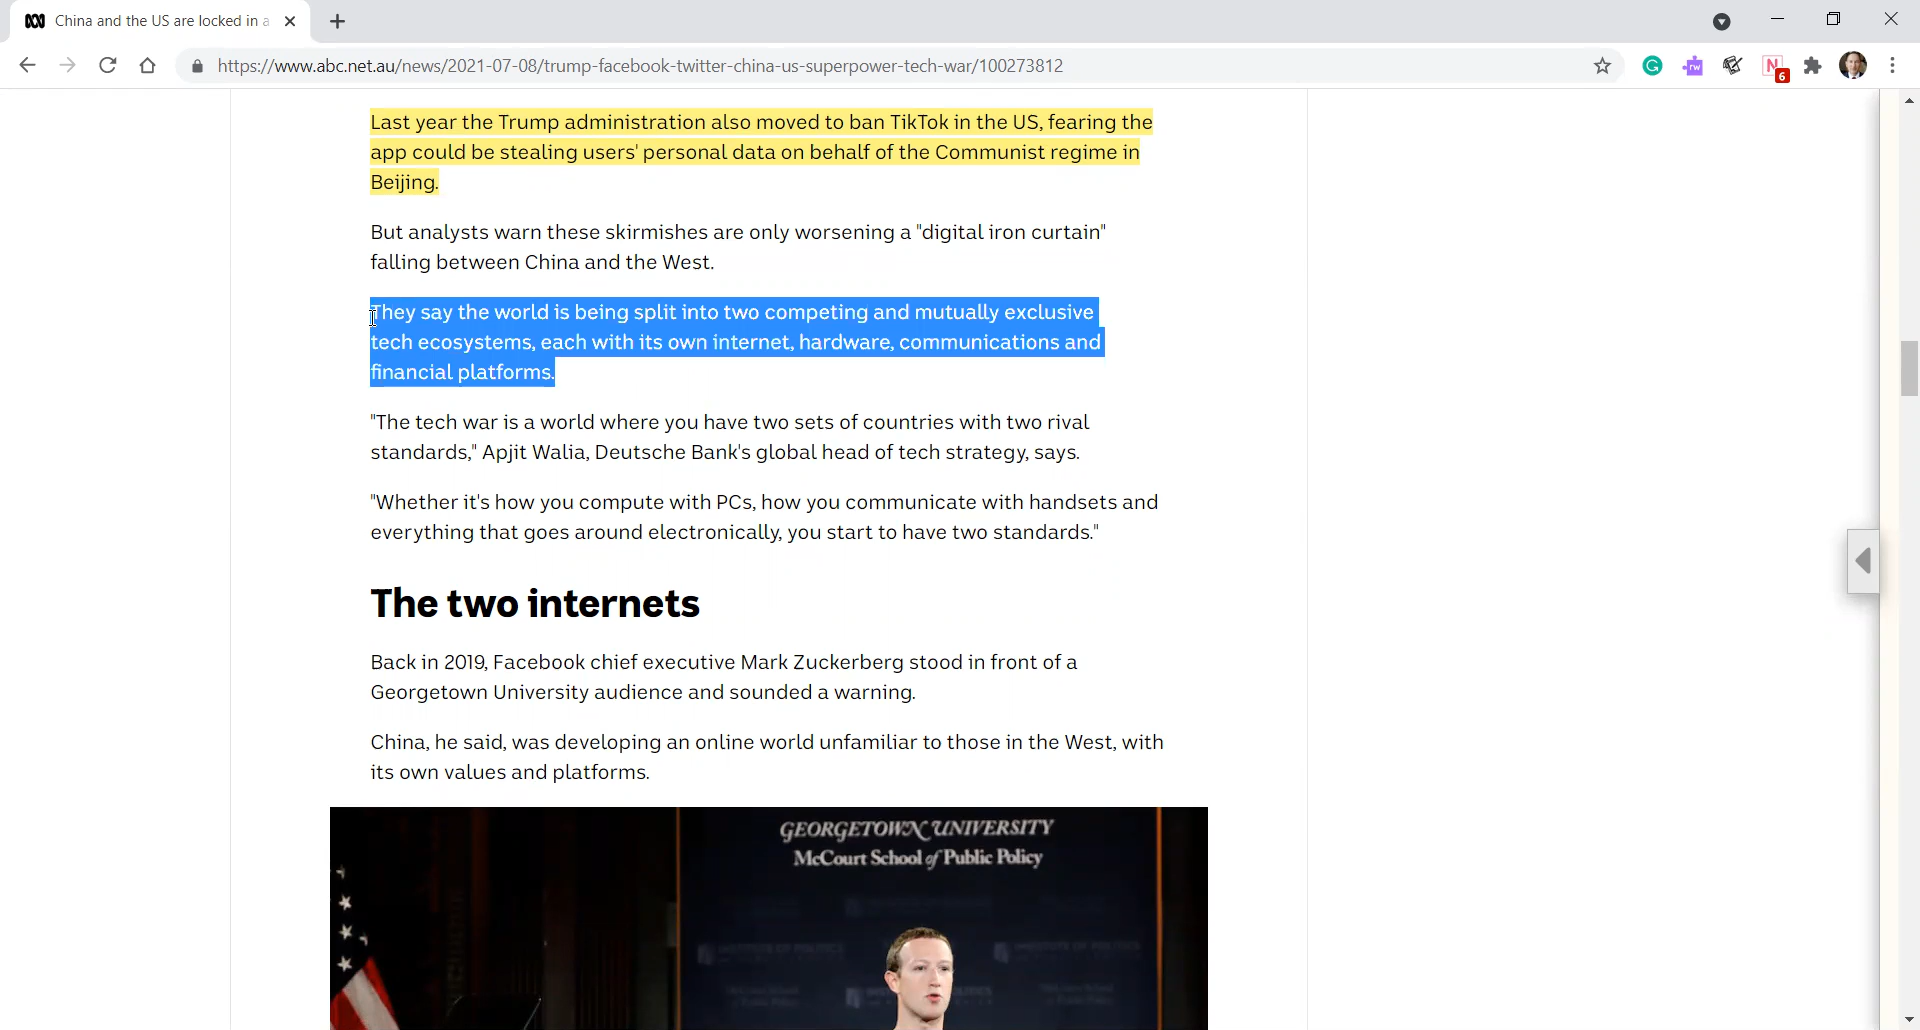 China and the US are locked in a
https://www.abc.net.au/news/2021-07-08/trump-facebook-twitter-china-us-superpower-tech-war/100273812
rw
N
6
Last year the Trump administration also moved to ban TikTok in the US, fearing the
app could be stealing users' personal data on behalf of the Communist regime in
Beijing.
But analysts warn these skirmishes are only worsening a "digital iron curtain"
falling between China and the West.
They say the world is being split into two competing and mutually exclusive
tech ecosystems, each with its own internet, hardware, communications and
financial platforms.
"The tech war is a world where you have two sets of countries with two rival
standards," Apjit Walia, Deutsche Bank's global head of tech strategy, says.
"Whether it's how you compute with PCs, how you communicate with handsets and
everything that goes around electronically, you start to have two standards."
The two internets
Back in 2019, Facebook chief executive Mark Zuckerberg stood in front of a
Georgetown University audience and sounded a warning.
China, he said, was developing an online world unfamiliar to those in the West, with
its own values and platforms.
GEORGETOWN UNIVERSITY
McCourt School of Public Policy